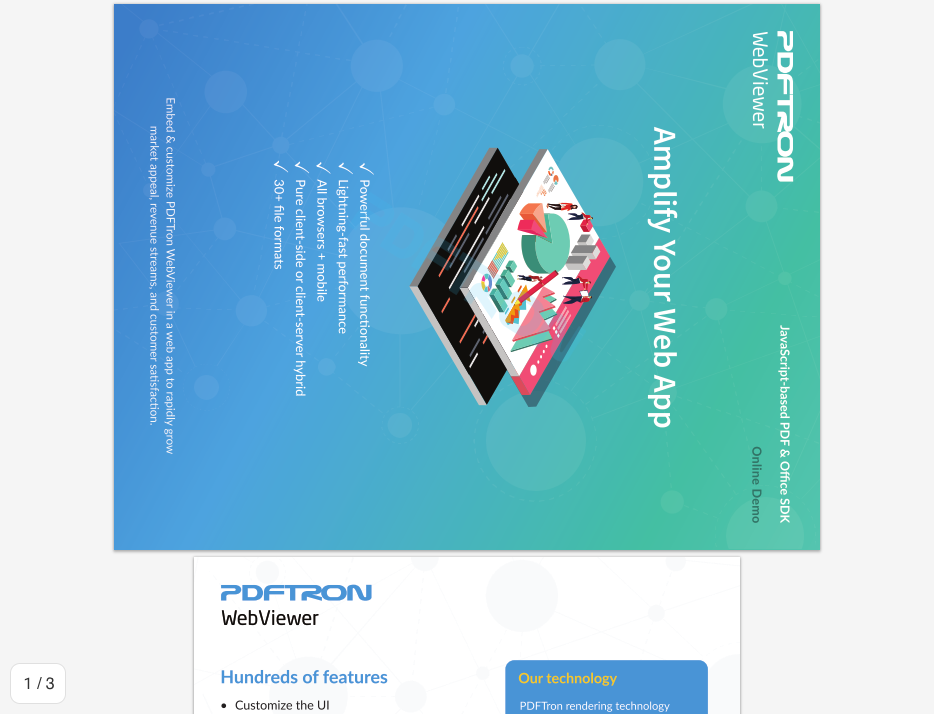 PDFTRON
WebViewer
JavaScript-based PDF & Office SDK
Online Demo
Amplify Your Web App
✓ Powerful document functionality
✓ Lightning-fast performance
✓ All browsers + mobile
✓ Pure client-side or client-server hybrid
✓ 30+ file formats
Embed & customize PDFTron WebViewer in a web app to rapidly grow
market appeal, revenue streams, and customer satisfaction.
PDFTRON
WebViewer
Hundreds of features
• Customize the UI
Our technology
PDFTron rendering technology
1 / 3